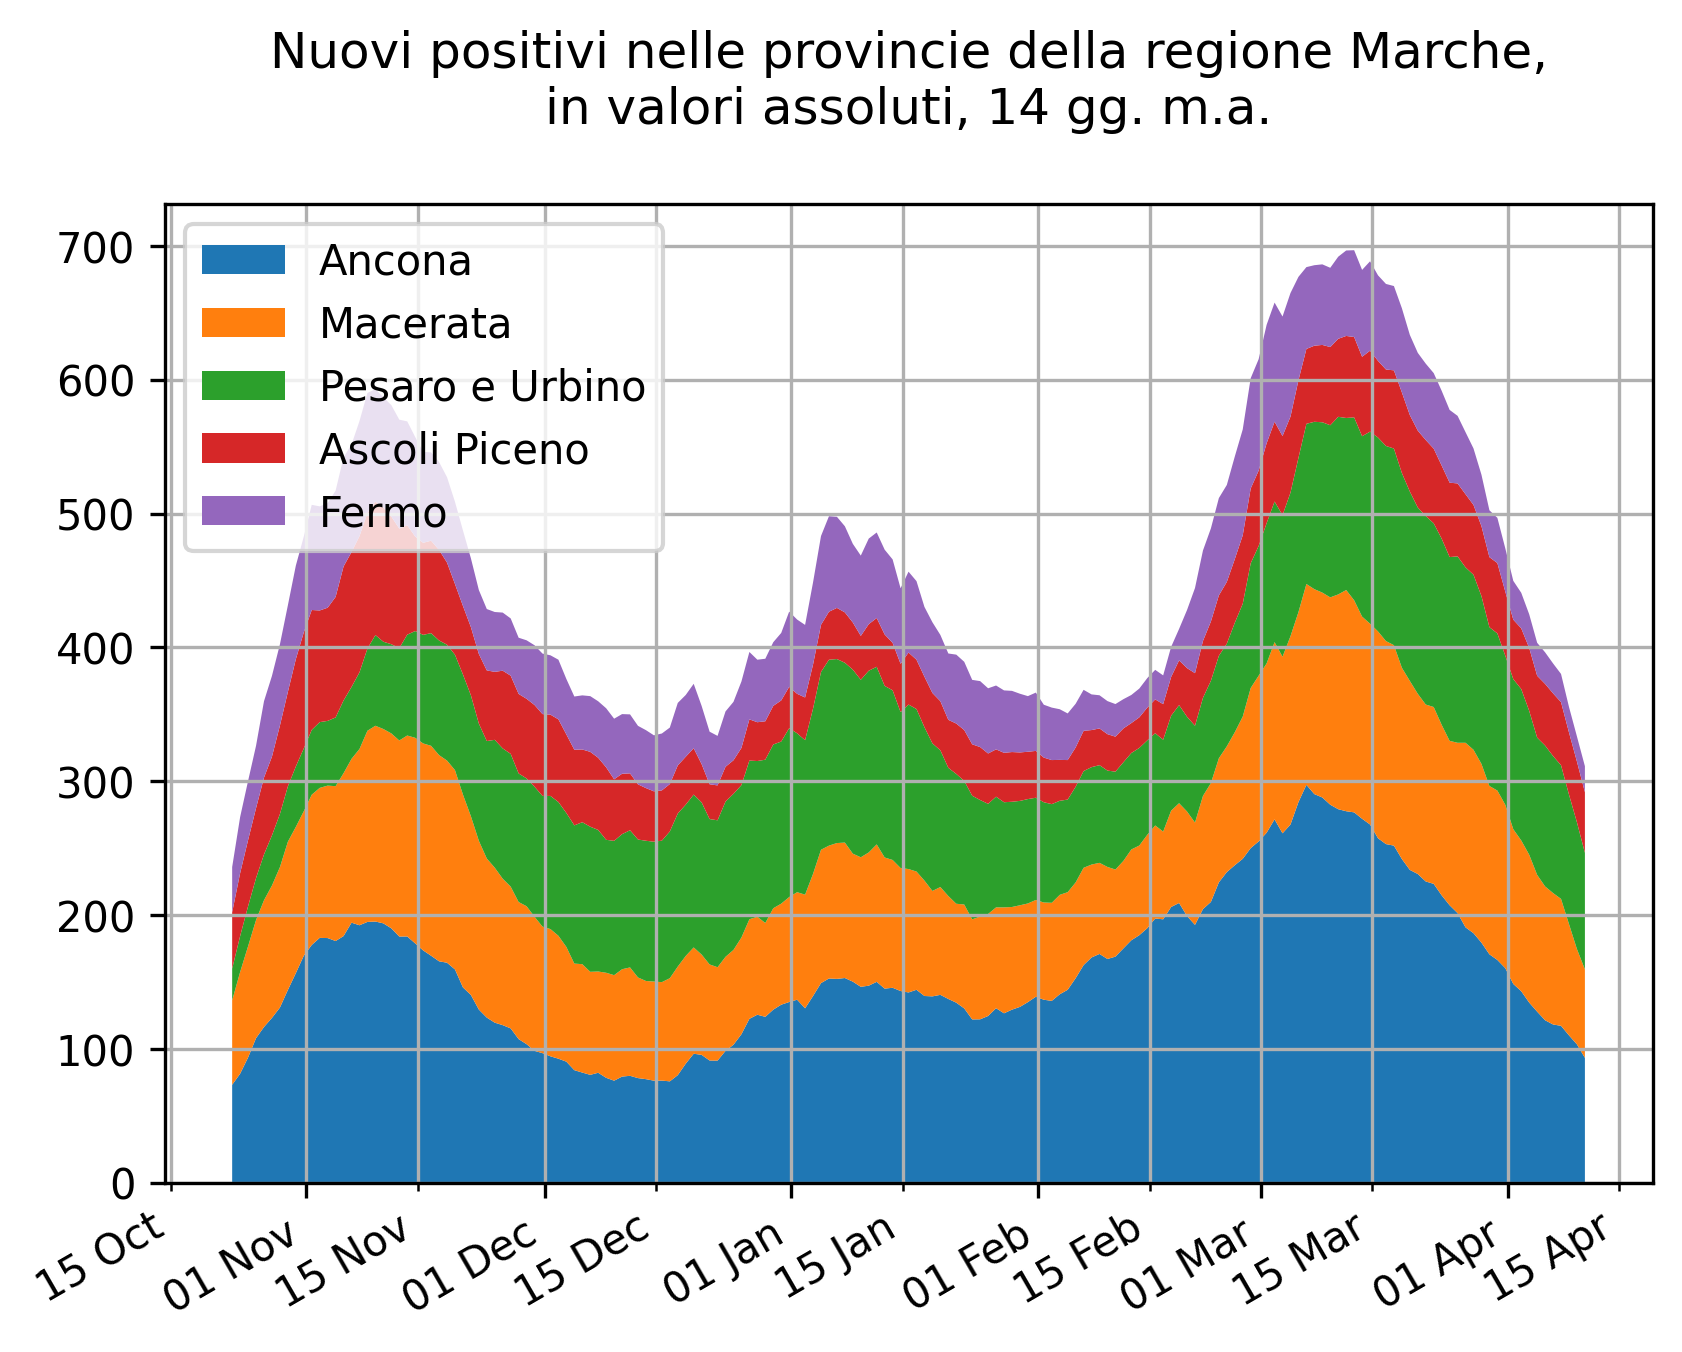 Nuovi positivi nelle provincie della regione Marche,
in valori assoluti, 14 gg. m.a.
700
600
500
400
300
200
100
0
Ancona
Macerata
Pesaro e Urbino
Ascoli Piceno
Fermo
15 Oct
01 Nov
15 Nov
01 Dec
15 Dec
01 Jan
15 Jan
01 Feb
15 Feb
01 Mar
15 Mar
01 Apr
15 Apr